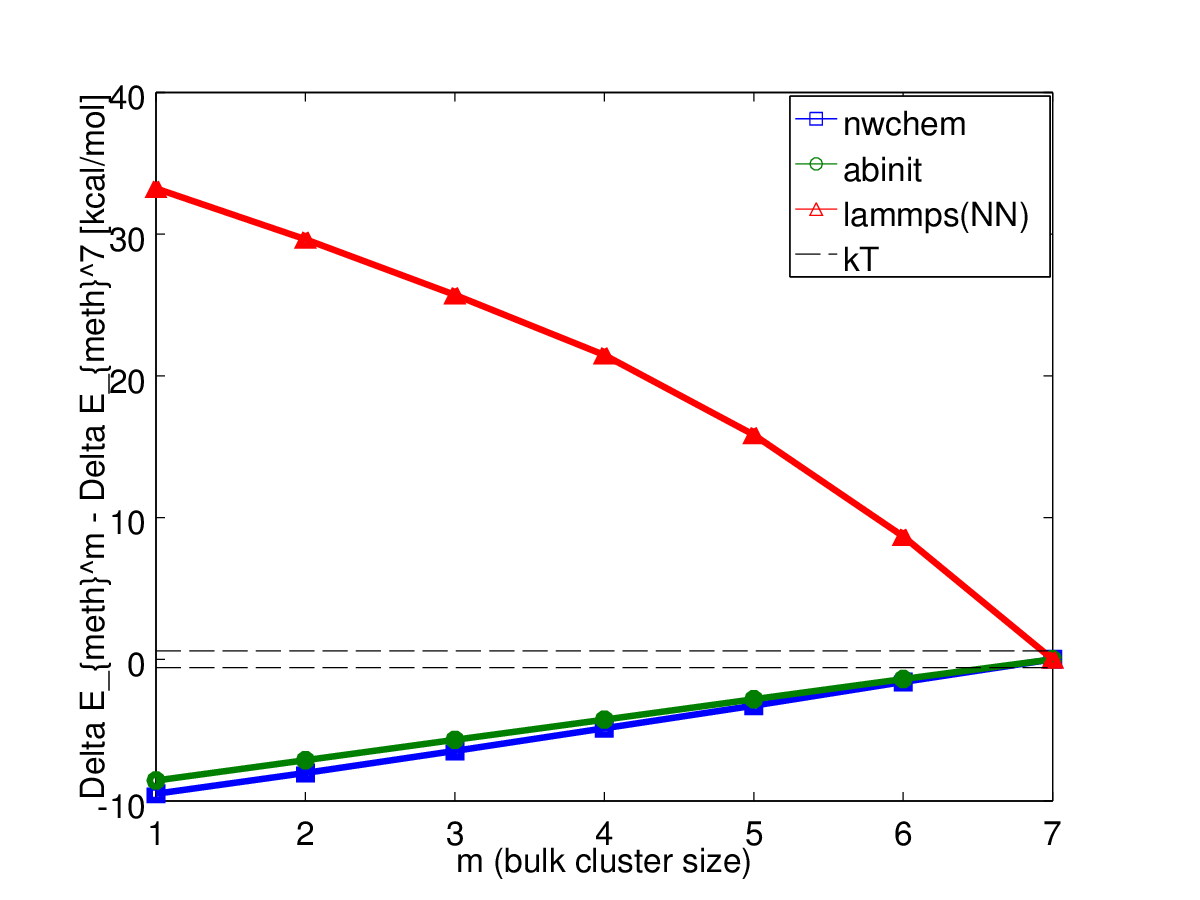 40
30
20
10
0
-10
1 2 3 4 5 6 7
m (bulk cluster size)
Delta E_{meth}^m - Delta E_{meth}^7 [kcal/mol]
nwchem
abinit
lammps(NN)
kT